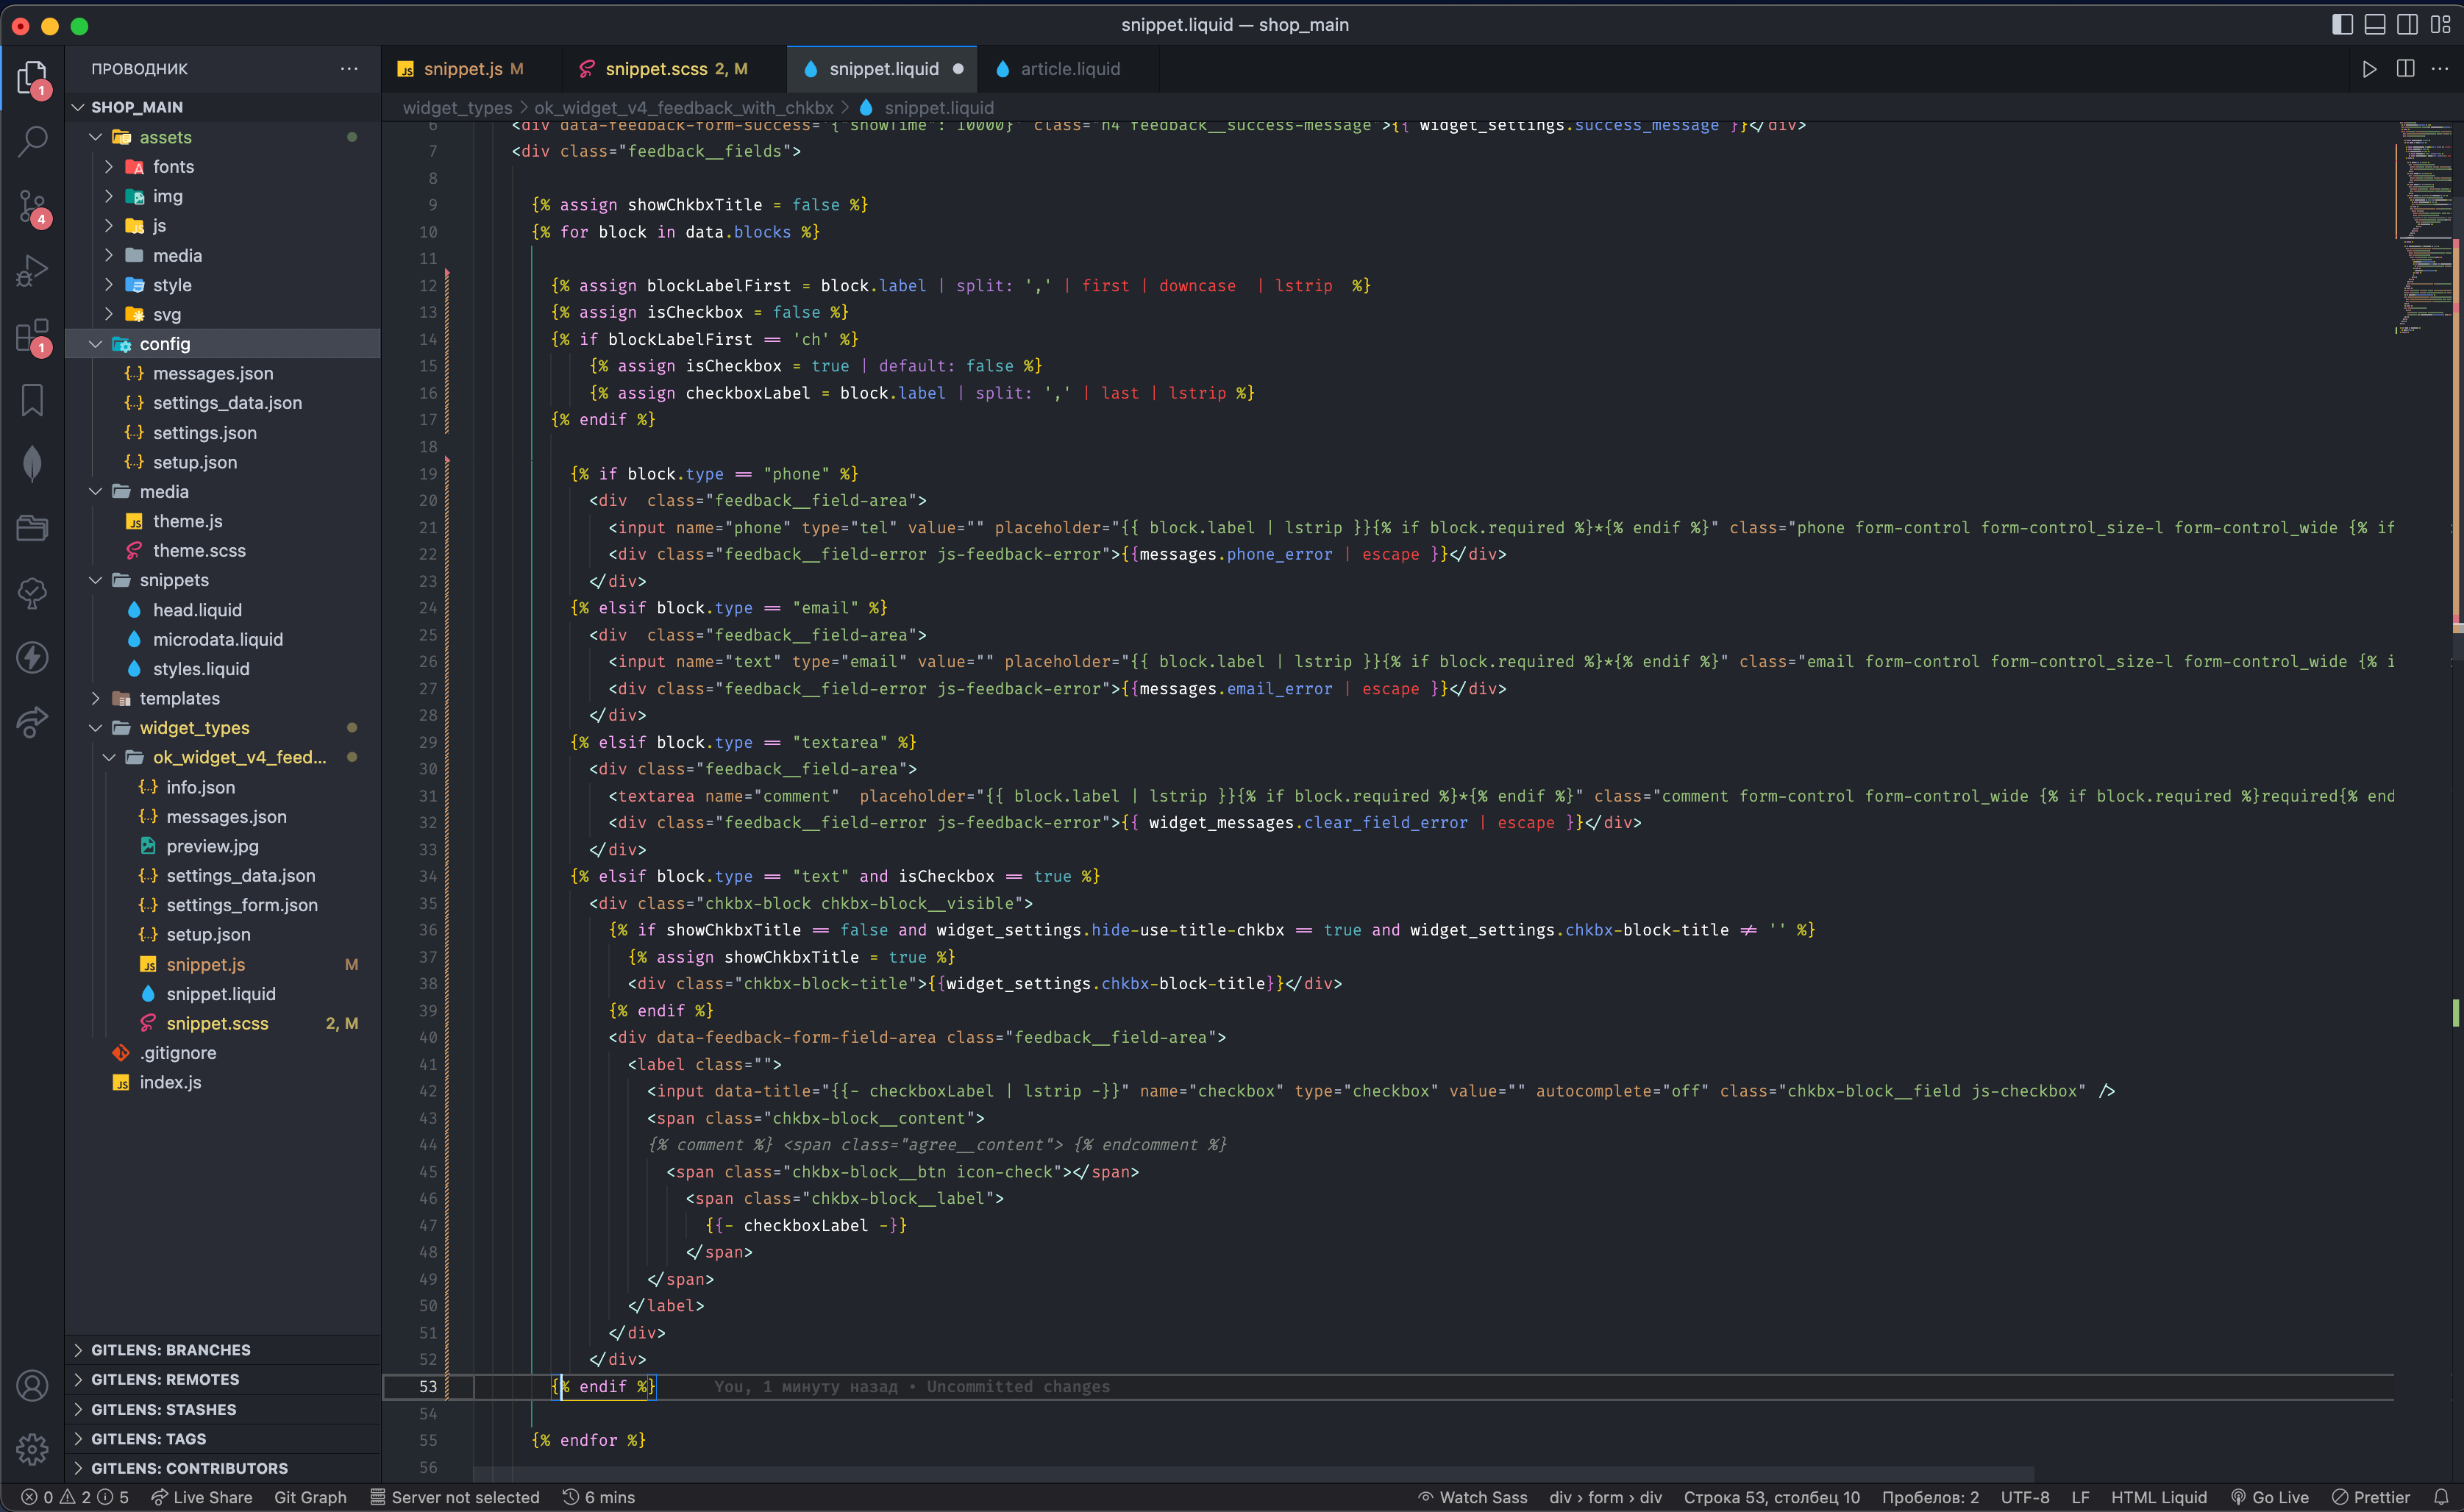 snippet.liquid — shop_main
ПРОВОДНИК
SHOP_MAIN
assets
fonts
img
js
media
style
svg
config
messages.json
settings_data.json
settings.json
setup.json
media
theme.js
theme.scss
snippets
head.liquid
microdata.liquid
styles.liquid
templates
widget_types
ok_widget_v4_feed...
info.json
messages.json
preview.jpg
settings_data.json
settings_form.json
setup.json
snippet.js M
snippet.liquid
snippet.scss 2, M
.gitignore
index.js
GITLENS: BRANCHES
GITLENS: REMOTES
GITLENS: STASHES
GITLENS: TAGS
GITLENS: CONTRIBUTORS
1
4
1
snippet.js M
snippet.scss 2, M
snippet.liquid
article.liquid
widget_types > ok_widget_v4_feedback_with_chkbx > snippet.liquid
6 <div data-feedback-form-success='{"showTime": 10000}' class="h4 feedback__success-message">{{ widget_settings.success_message }}</div>
7 <div class="feedback__fields">
8
9 {% assign showChkbxTitle = false %}
10 {% for block in data.blocks %}
11
12 {% assign blockLabelFirst = block.label | split: ',' | first | downcase  | lstrip  %}
13 {% assign isCheckbox = false %}
14 {% if blockLabelFirst == 'ch' %}
15 {% assign isCheckbox = true | default: false %}
16 {% assign checkboxLabel = block.label | split: ',' | last | lstrip %}
17 {% endif %}
18
19 {% if block.type == "phone" %}
20 <div  class="feedback__field-area">
21 <input name="phone" type="tel" value="" placeholder="{{ block.label | lstrip }}{% if block.required %}*{% endif %}" class="phone form-control form-control_size-l form-control_wide {% if
22 <div class="feedback__field-error js-feedback-error">{{messages.phone_error | escape }}</div>
23 </div>
24 {% elsif block.type == "email" %}
25 <div  class="feedback__field-area">
26 <input name="text" type="email" value="" placeholder="{{ block.label | lstrip }}{% if block.required %}*{% endif %}" class="email form-control form-control_size-l form-control_wide {% i
27 <div class="feedback__field-error js-feedback-error">{{messages.email_error | escape }}</div>
28 </div>
29 {% elsif block.type == "textarea" %}
30 <div class="feedback__field-area">
31 <textarea name="comment"  placeholder="{{ block.label | lstrip }}{% if block.required %}*{% endif %}" class="comment form-control form-control_wide {% if block.required %}required{% end
32 <div class="feedback__field-error js-feedback-error">{{ widget_messages.clear_field_error | escape }}</div>
33 </div>
34 {% elsif block.type == "text" and isCheckbox == true %}
35 <div class="chkbx-block chkbx-block__visible">
36 {% if showChkbxTitle == false and widget_settings.hide-use-title-chkbx == true and widget_settings.chkbx-block-title != '' %}
37 {% assign showChkbxTitle = true %}
38 <div class="chkbx-block-title">{{widget_settings.chkbx-block-title}}</div>
39 {% endif %}
40 <div data-feedback-form-field-area class="feedback__field-area">
41 <label class="">
42 <input data-title="{{- checkboxLabel | lstrip -}}" name="checkbox" type="checkbox" value="" autocomplete="off" class="chkbx-block__field js-checkbox" />
43 <span class="chkbx-block__content">
44 {% comment %} <span class="agree__content"> {% endcomment %}
45 <span class="chkbx-block__btn icon-check"></span>
46 <span class="chkbx-block__label">
47 {{- checkboxLabel -}}
48 </span>
49 </span>
50 </label>
51 </div>
52 </div>
53 {% endif %} You, 1 минуту назад • Uncommitted changes
54
55 {% endfor %}
56
0 2 5 Live Share Git Graph Server not selected 6 mins Watch Sass div › form › div Строка 53, столбец 10 Пробелов: 2 UTF-8 LF HTML Liquid Go Live Prettier